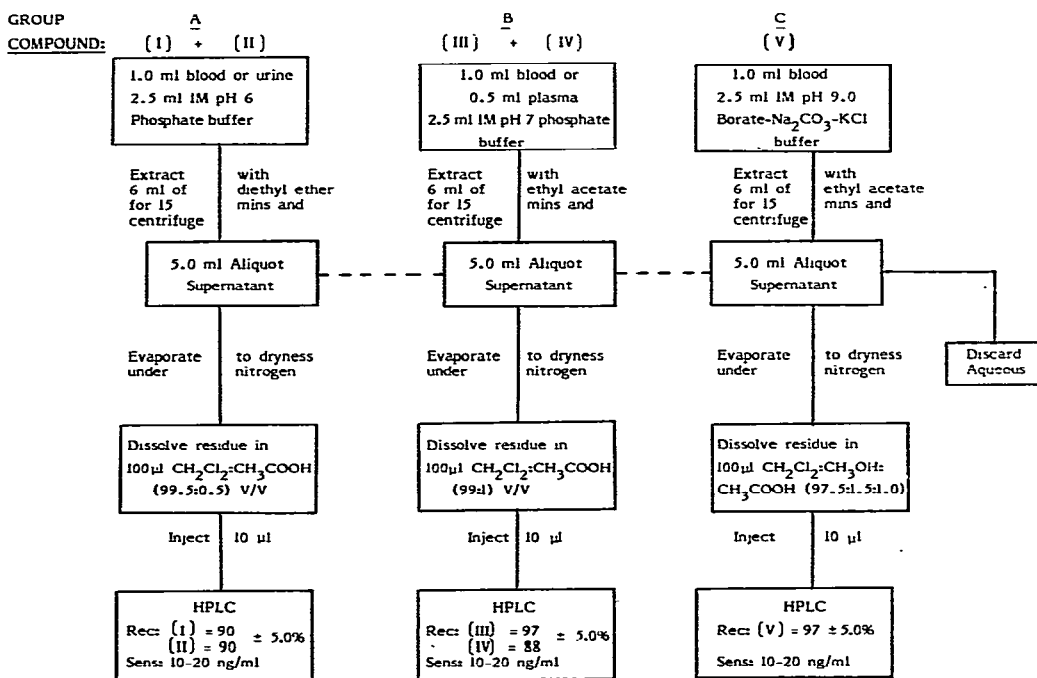 GROUP A B C
COMPOUND: (I) + (II) (III) + (IV) (V)
1.0 ml blood or urine
2.5 ml IM pH 6
Phosphate buffer
1.0 ml blood or
0.5 ml plasma
2.5 ml IM pH 7 phosphate
buffer
1.0 ml blood
2.5 ml IM pH 9.0
Borate-Na2CO3-KCl
buffer
Extract with
6 ml of diethyl ether
for 15 mins and
centrifuge
Extract with
6 ml of ethyl acetate
for 15 mins and
centrifuge
Extract with
6 ml of ethyl acetate
for 15 mins and
centrifuge
5.0 ml Aliquot
Supernatant
5.0 ml Aliquot
Supernatant
5.0 ml Aliquot
Supernatant
Evaporate to dryness
under nitrogen
Evaporate to dryness
under nitrogen
Evaporate to dryness
under nitrogen
Discard
Aqueous
Dissolve residue in
100µl CH2Cl2:CH3COOH
(99.5:0.5) V/V
Dissolve residue in
100µl CH2Cl2:CH3COOH
(99:1) V/V
Dissolve residue in
100µl CH2Cl2:CH3OH:
CH3COOH (97.5:1.5:1.0)
Inject 10 µl
Inject 10 µl
Inject 10 µl
HPLC
Rec: (I) = 90 ± 5.0%
(II) = 90
Sens: 10-20 ng/ml
HPLC
Rec: (III) = 97 ± 5.0%
(IV) = 88
Sens: 10-20 ng/ml
HPLC
Rec: (V) = 97 ± 5.0%
Sens: 10-20 ng/ml